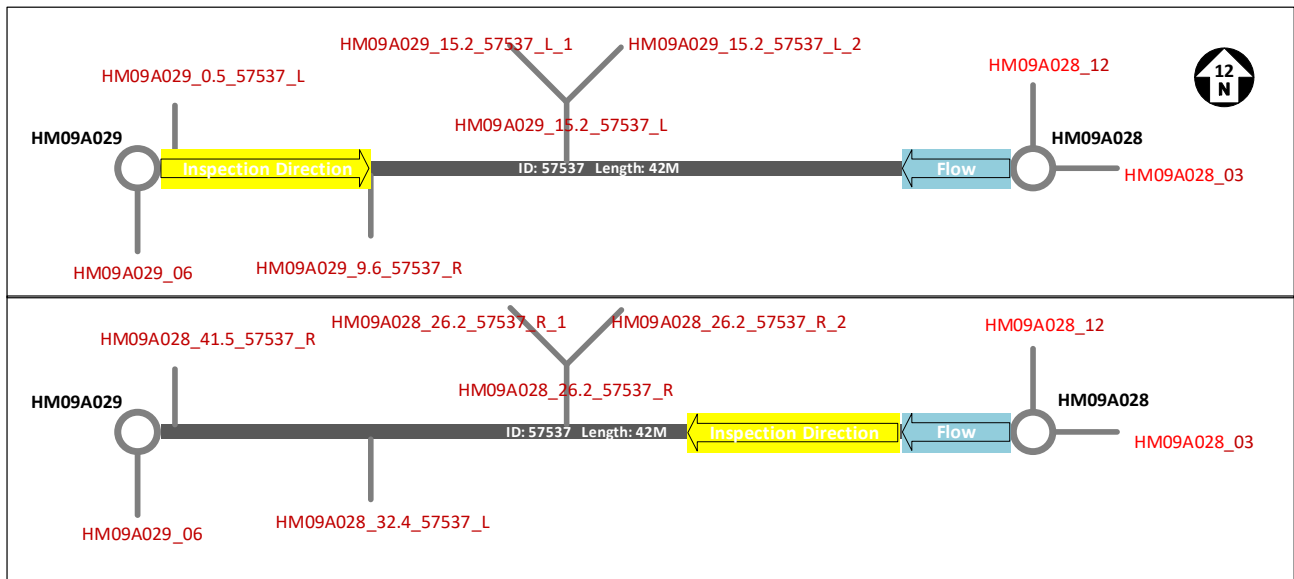 HM09A029_15.2_57537_L_1
HM09A029_15.2_57537_L_2
HM09A029_0.5_57537_L
HM09A028_12
12
N
HM09A029
HM09A029_15.2_57537_L
HM09A028
Inspection Direction
ID: 57537 Length: 42M
Flow
HM09A028_03
HM09A029_06
HM09A029_9.6_57537_R
HM09A028_26.2_57537_R_1
HM09A028_26.2_57537_R_2
HM09A028_41.5_57537_R
HM09A028_12
HM09A029
HM09A028_26.2_57537_R
HM09A028
ID: 57537 Length: 42M
Inspection Direction
Flow
HM09A028_03
HM09A029_06
HM09A028_32.4_57537_L